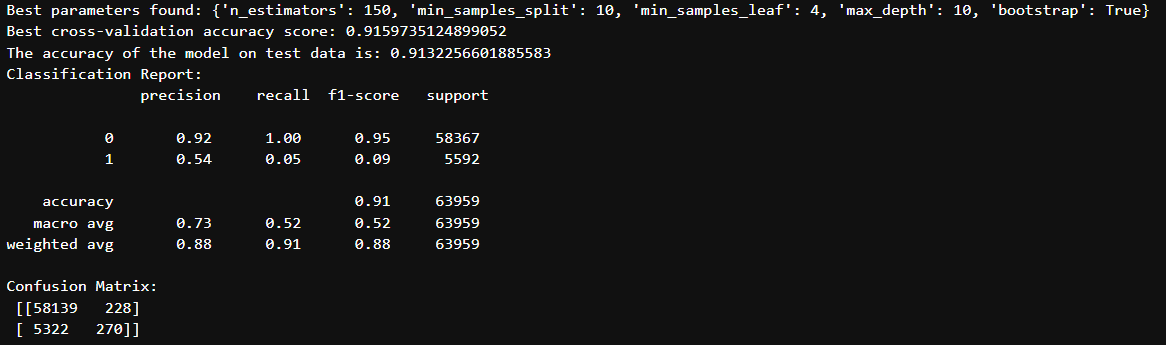 Best parameters found: {'n_estimators': 150, 'min_samples_split': 10, 'min_samples_leaf': 4, 'max_depth': 10, 'bootstrap': True}
Best cross-validation accuracy score: 0.9159735124899052
The accuracy of the model on test data is: 0.9132256601885583
Classification Report:
              precision    recall  f1-score   support

           0       0.92      1.00      0.95     58367
           1       0.54      0.05      0.09      5592

    accuracy                           0.91     63959
   macro avg       0.73      0.52      0.52     63959
weighted avg       0.88      0.91      0.88     63959

Confusion Matrix:
 [[58139   228]
 [ 5322   270]]